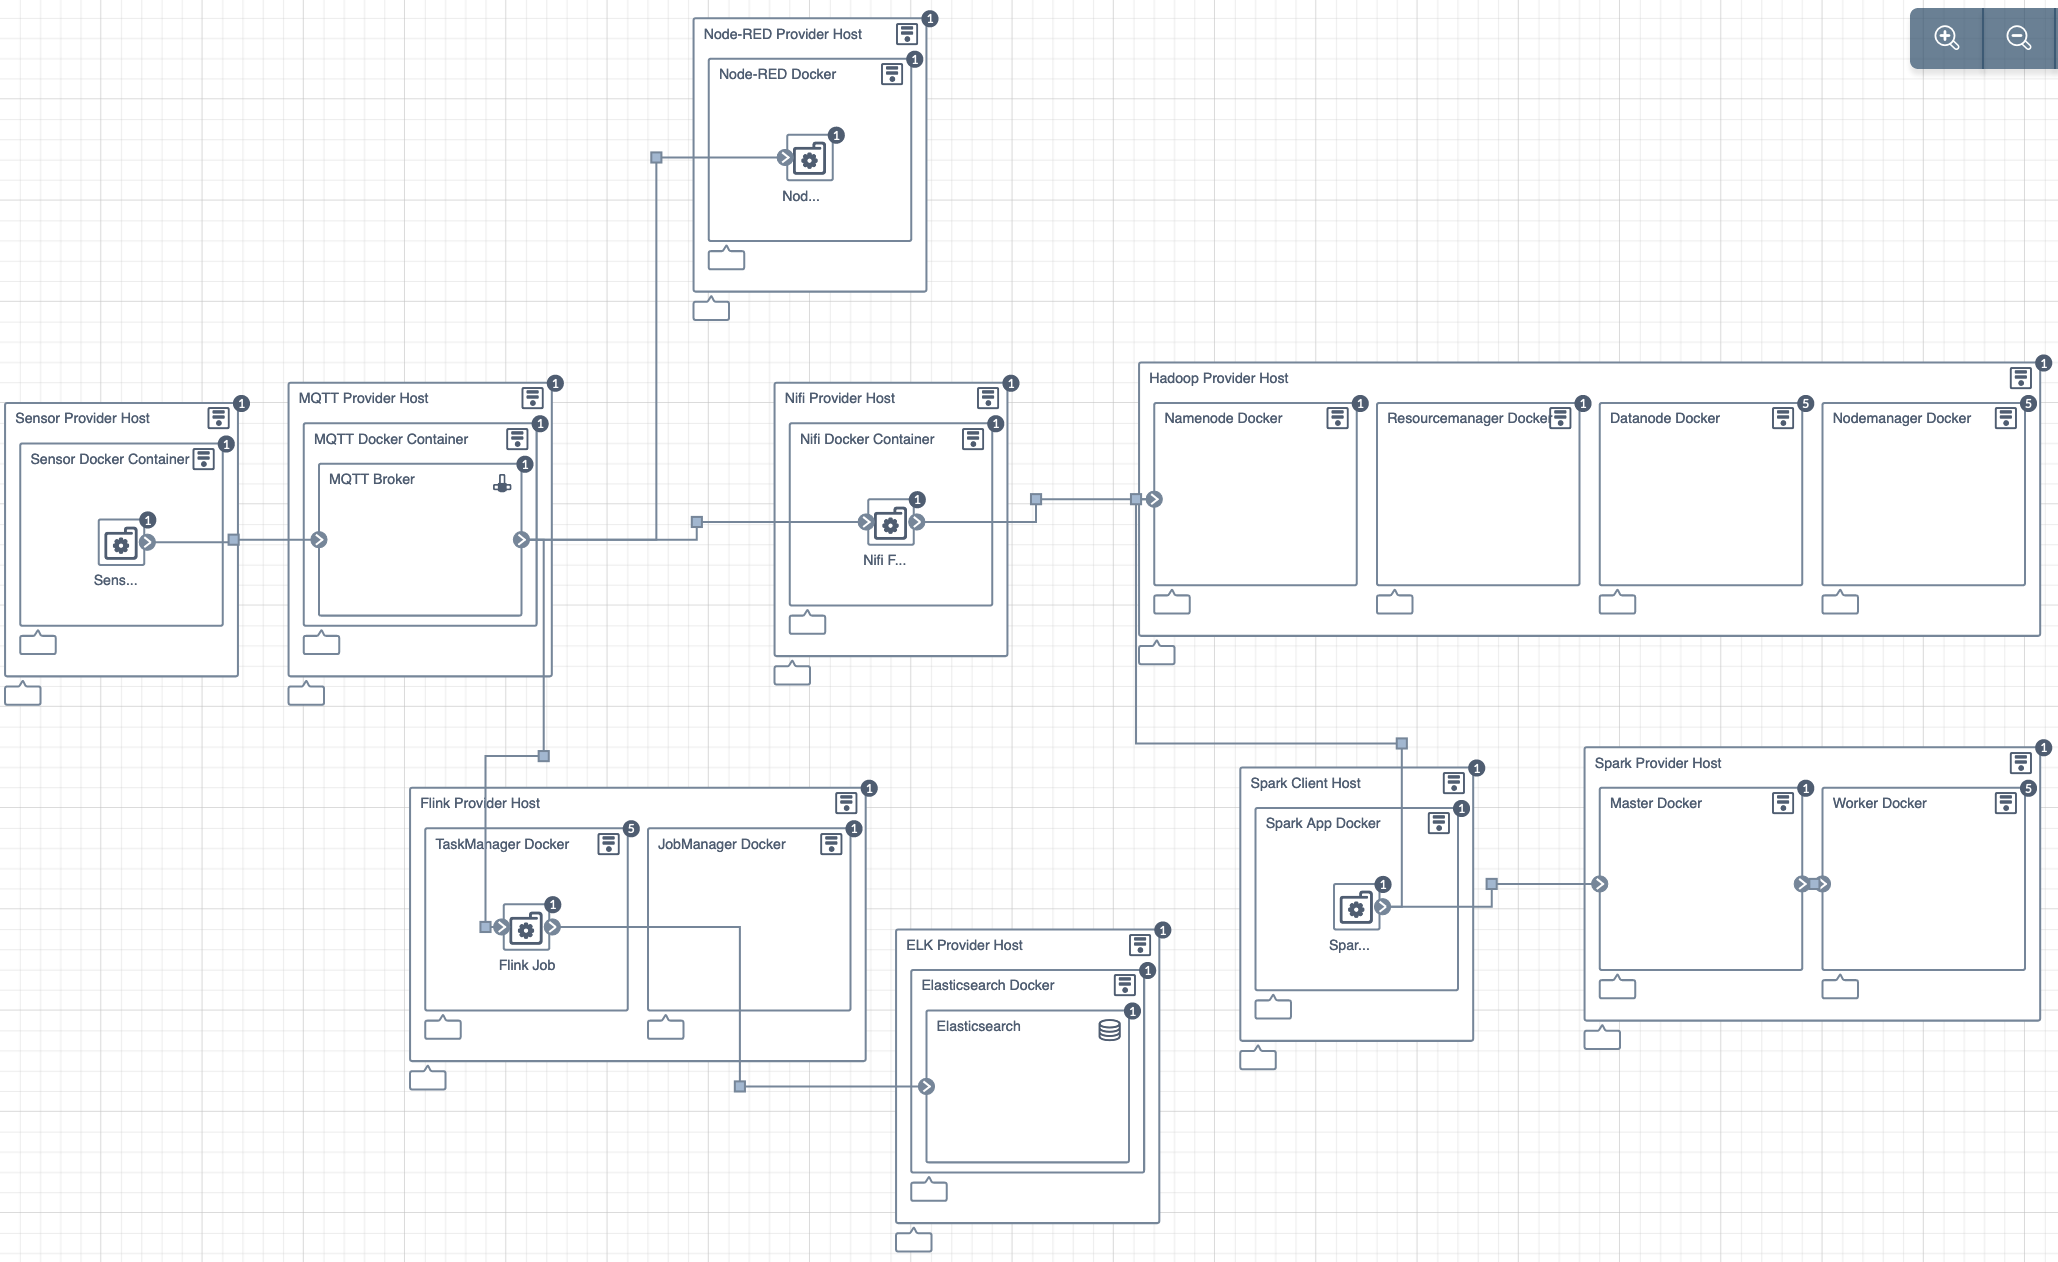 Node-RED Provider Host
1
Node-RED Docker
1
1
Nod...
Sensor Provider Host
1
Sensor Docker Container
1
1
Sens...
MQTT Provider Host
1
MQTT Docker Container
1
MQTT Broker
1
Nifi Provider Host
1
Nifi Docker Container
1
1
Nifi F...
Hadoop Provider Host
1
Namenode Docker
1
Resourcemanager Docker
1
Datanode Docker
5
Nodemanager Docker
5
Flink Provider Host
1
TaskManager Docker
5
1
Flink Job
JobManager Docker
1
ELK Provider Host
1
Elasticsearch Docker
1
Elasticsearch
1
Spark Client Host
1
Spark App Docker
1
1
Spar...
Spark Provider Host
1
Master Docker
1
Worker Docker
5